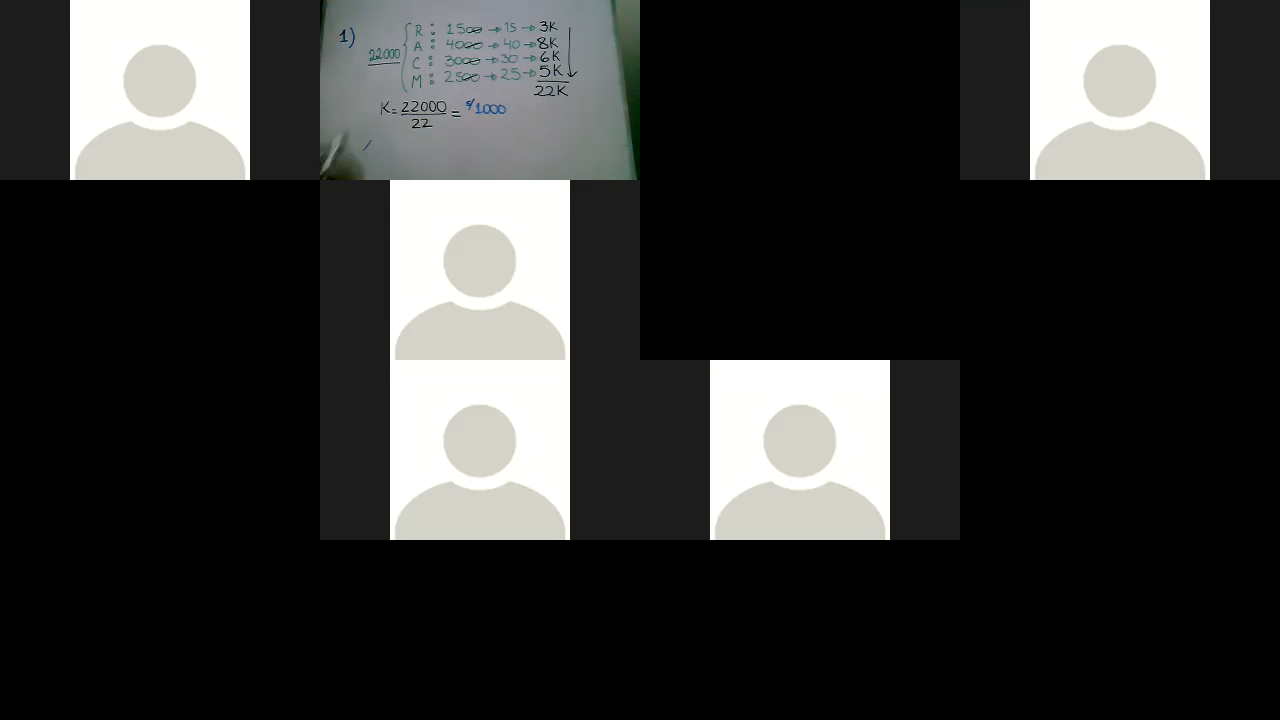 1)
22000 { R : 1500 → 15 → 3K
A : 4000 → 40 → 8K
C : 3000 → 30 → 6K
M : 2500 → 25 → 5K
22K
K = 22000 / 22 = s/1000